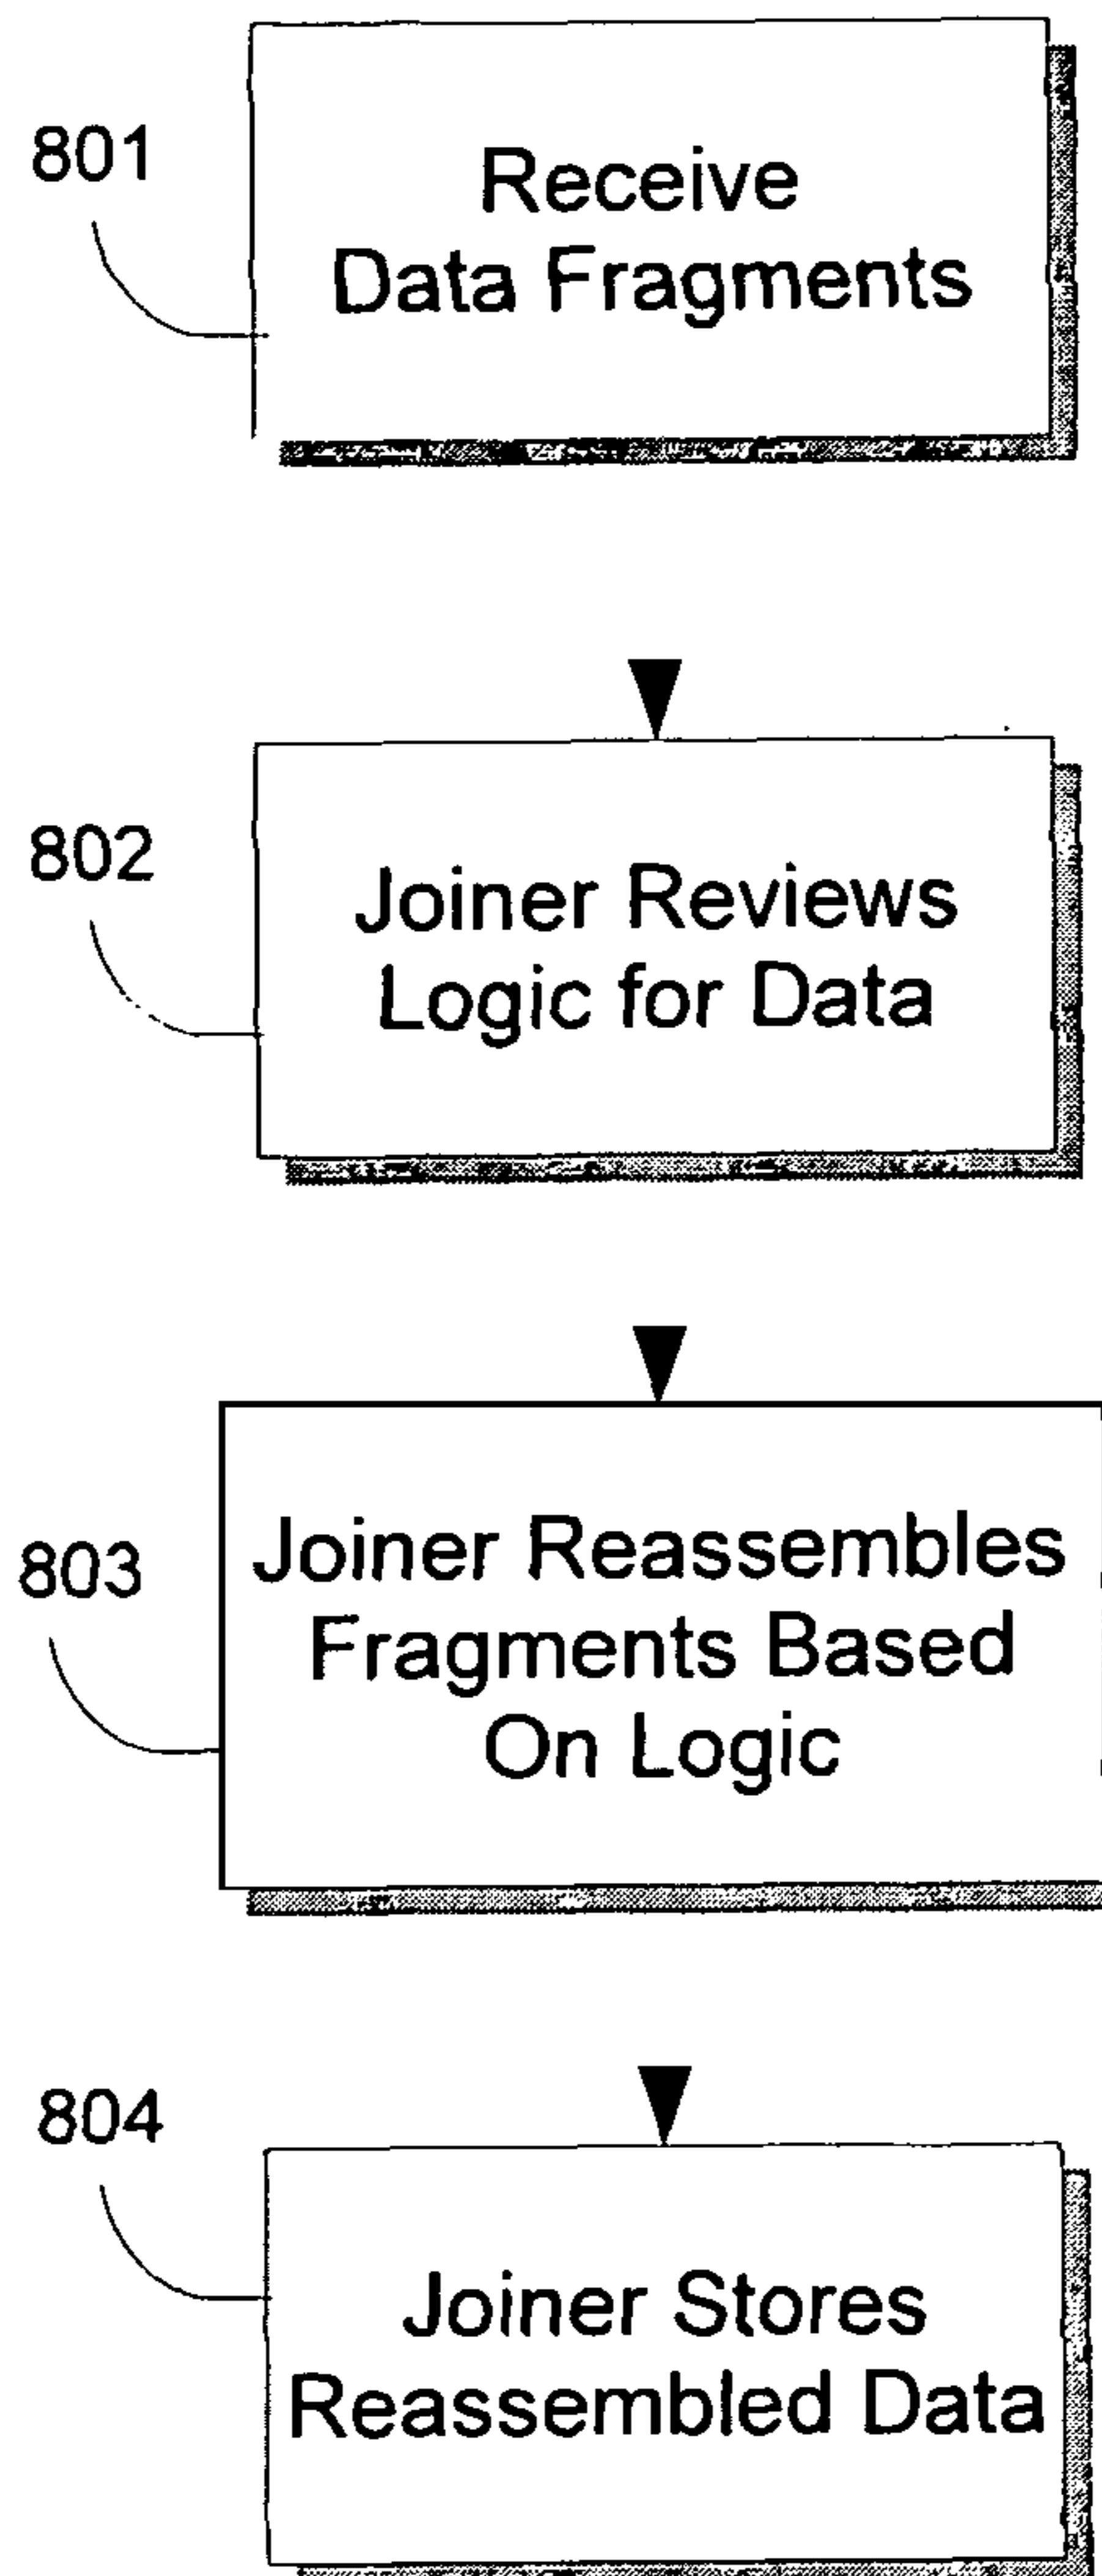 801
Receive
Data Fragments
802
Joiner Reviews
Logic for Data
803
Joiner Reassembles
Fragments Based
On Logic
804
Joiner Stores
Reassembled Data